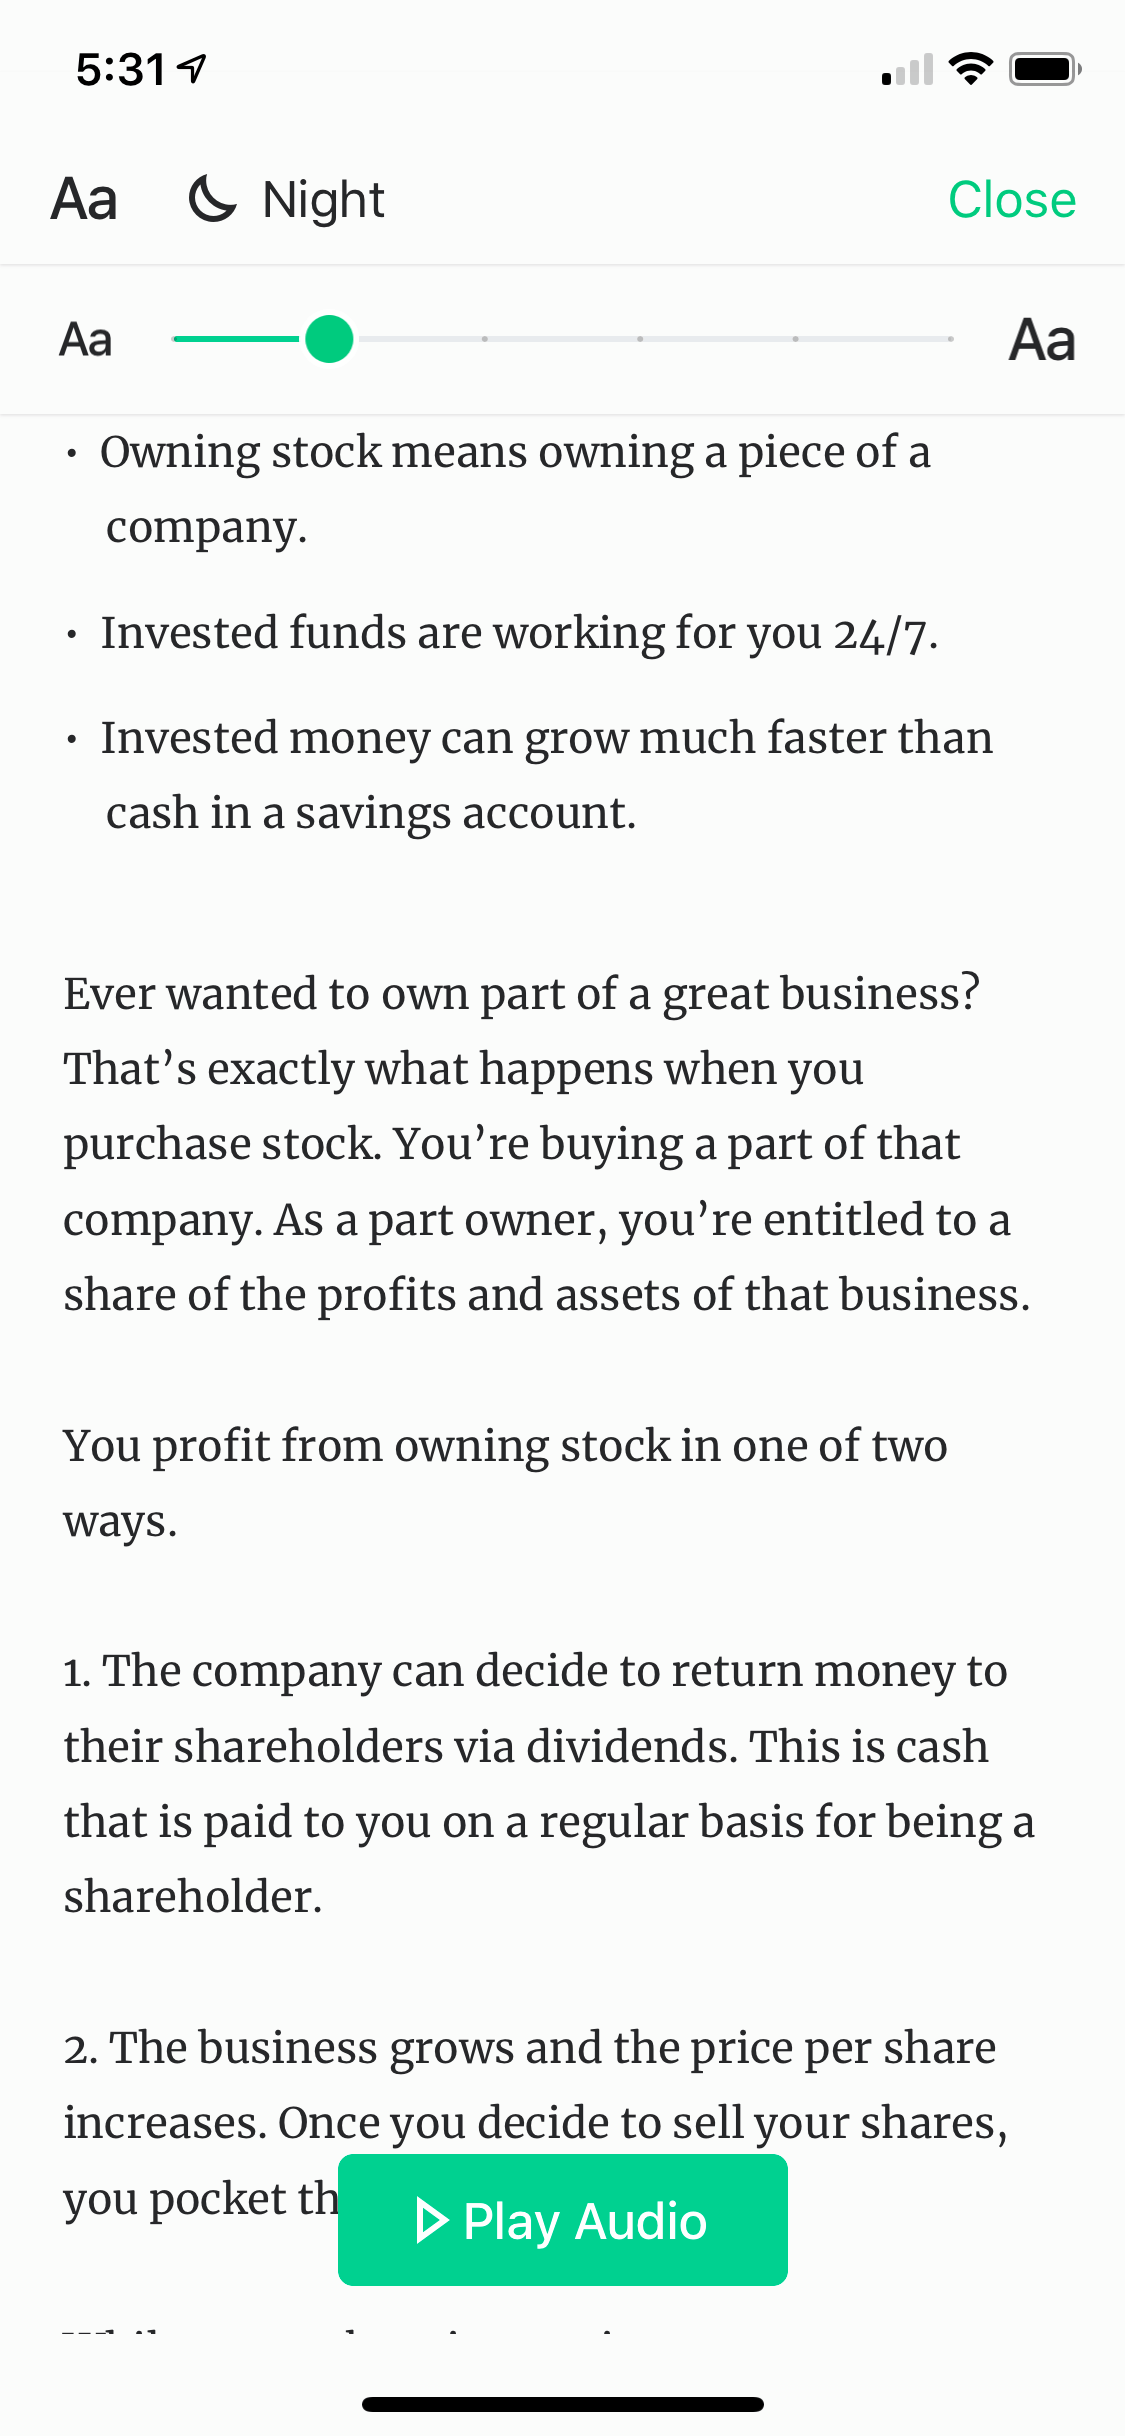 5:31
Aa Night Close
Aa Aa
• Owning stock means owning a piece of a
company.
• Invested funds are working for you 24/7.
• Invested money can grow much faster than
cash in a savings account.
Ever wanted to own part of a great business?
That’s exactly what happens when you
purchase stock. You’re buying a part of that
company. As a part owner, you’re entitled to a
share of the profits and assets of that business.
You profit from owning stock in one of two
ways.
1. The company can decide to return money to
their shareholders via dividends. This is cash
that is paid to you on a regular basis for being a
shareholder.
2. The business grows and the price per share
increases. Once you decide to sell your shares,
you pocket
Play Audio